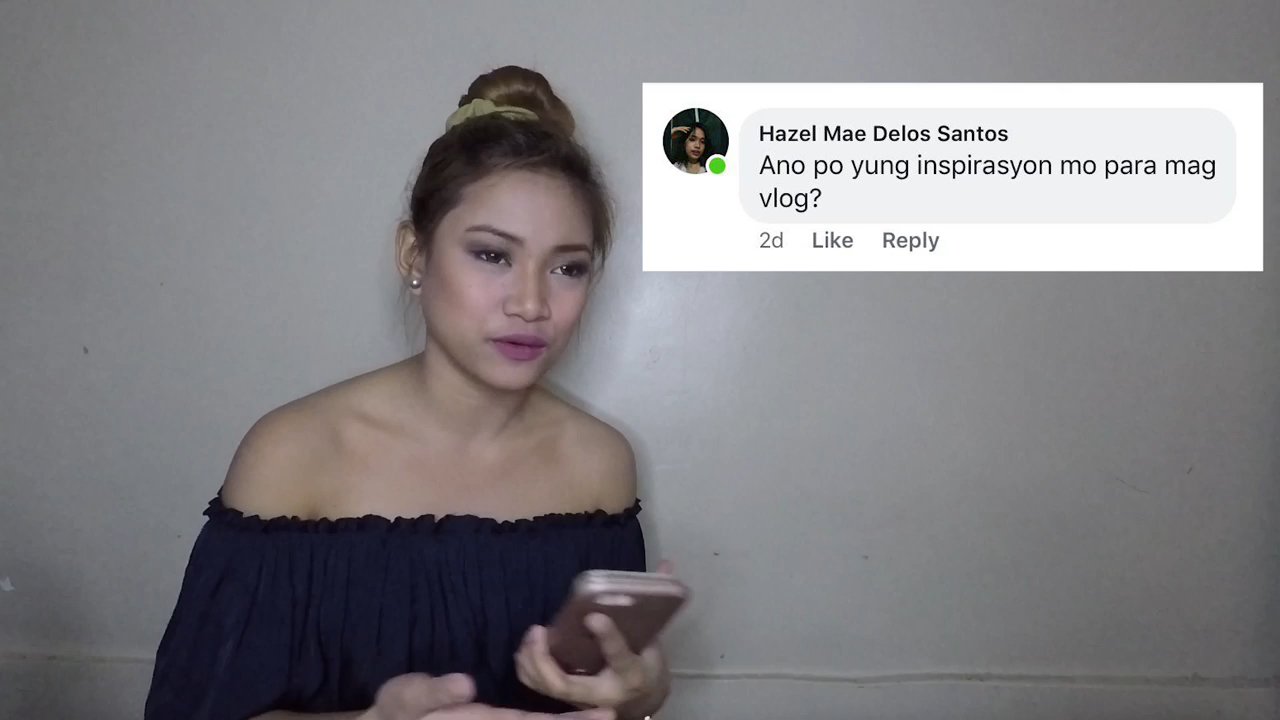 Hazel Mae Delos Santos
Ano po yung inspirasyon mo para mag
vlog?
2d Like Reply